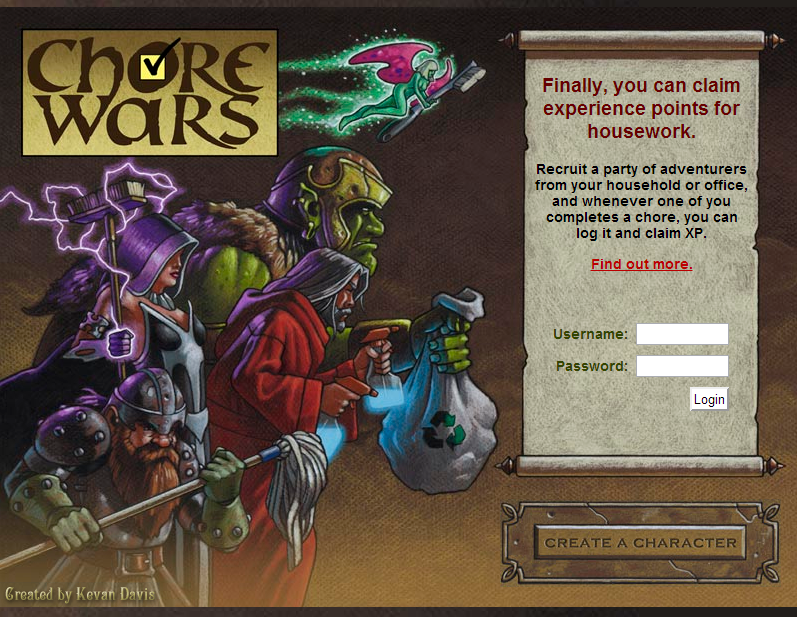 Chore
Wars
Finally, you can claim
experience points for
housework.
Recruit a party of adventurers
from your household or office,
and whenever one of you
completes a chore, you can
log it and claim XP.
Find out more.
Username:
Password:
Login
CREATE A CHARACTER
Created by Kevan Davis